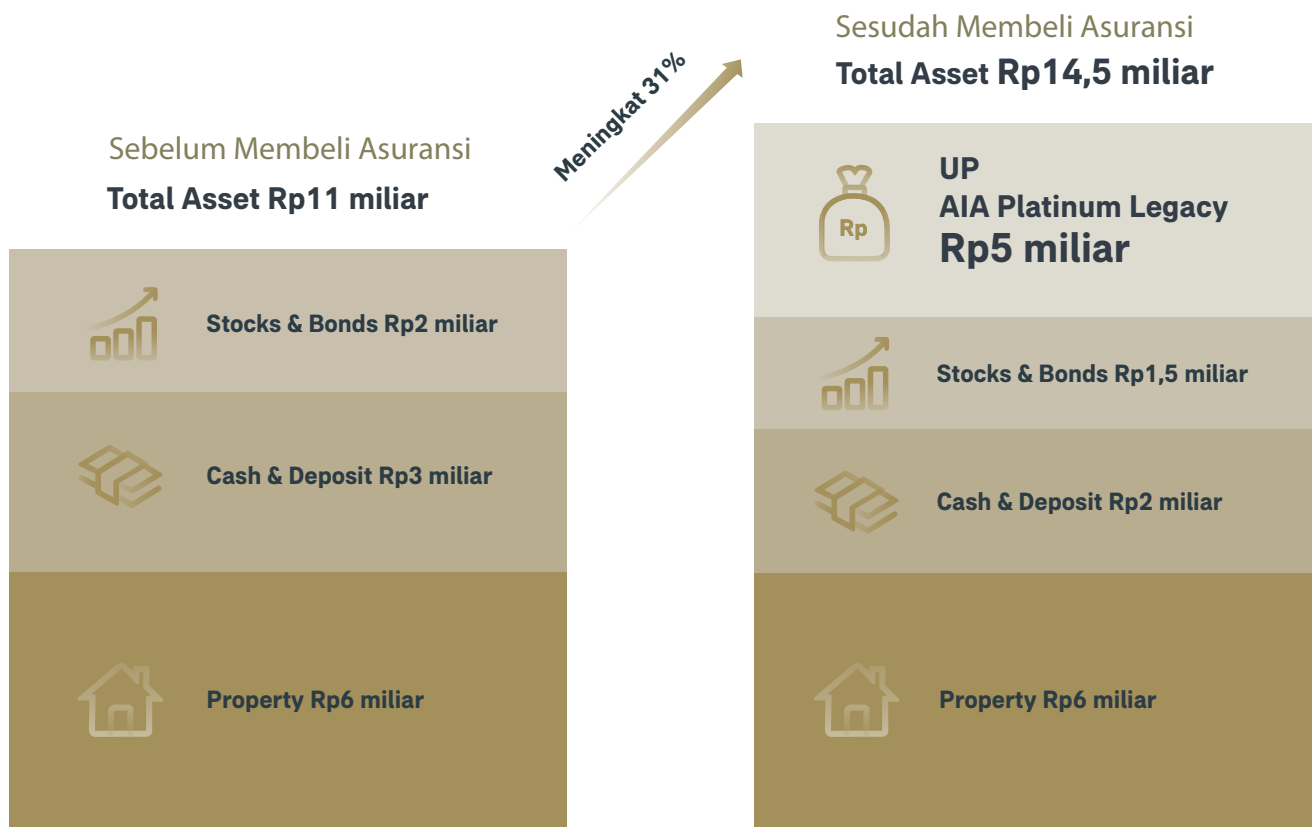 Sebelum Membeli Asuransi
Total Asset Rp11 miliar
Stocks & Bonds Rp2 miliar
Cash & Deposit Rp3 miliar
Property Rp6 miliar
Meningkat 31%
Sesudah Membeli Asuransi
Total Asset Rp14,5 miliar
Rp
UP
AIA Platinum Legacy
Rp5 miliar
Stocks & Bonds Rp1,5 miliar
Cash & Deposit Rp2 miliar
Property Rp6 miliar